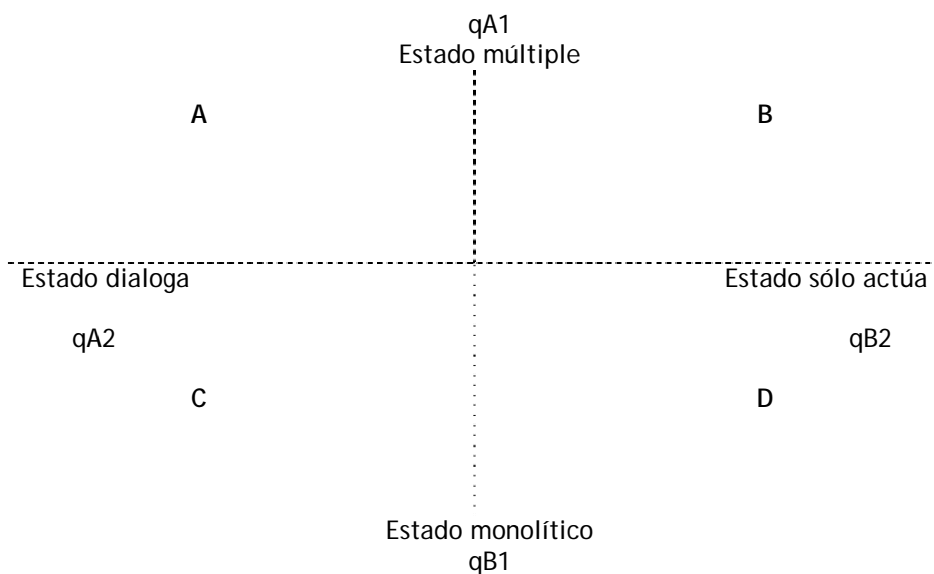 qA1
Estado múltiple
A B
Estado dialoga Estado sólo actúa
qA2 qB2
C D
Estado monolítico
qB1